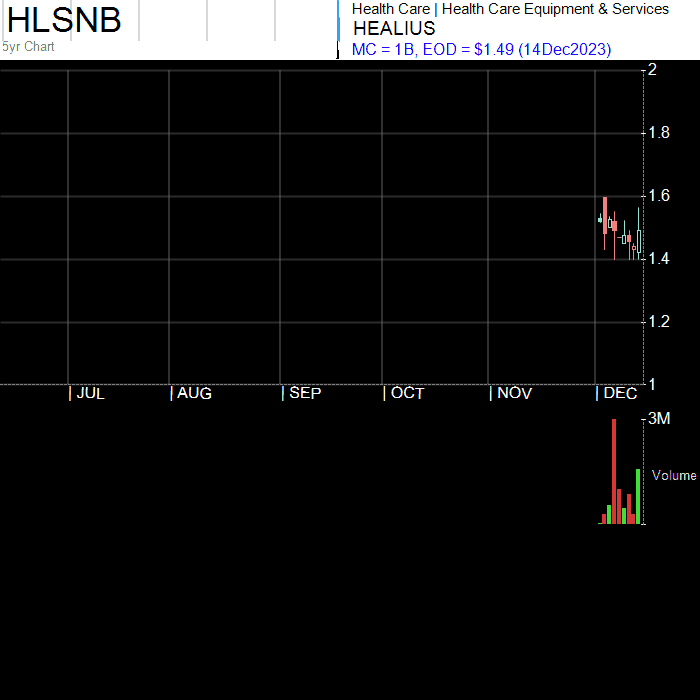 HLSNB
5yr Chart
Health Care | Health Care Equipment & Services
HEALIUS
MC = 1B, EOD = $1.49 (14Dec2023)
2
1.8
1.6
1.4
1.2
1
| JUL | AUG | SEP | OCT | NOV | DEC
3M
Volume